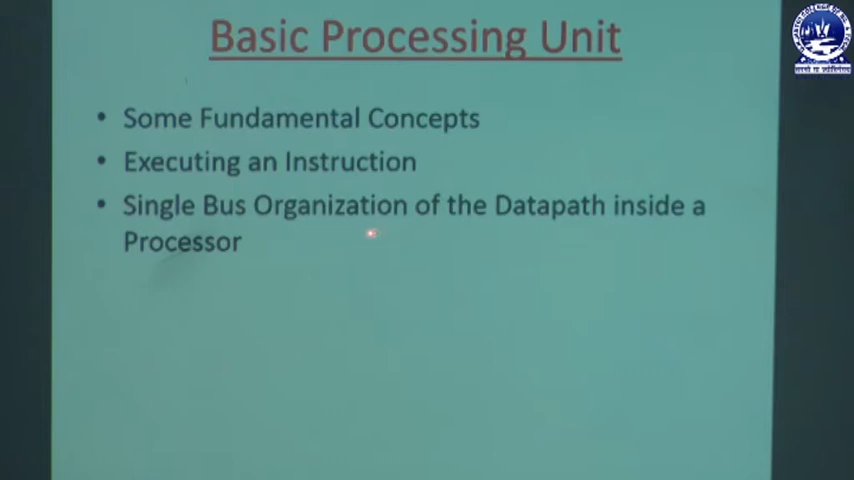 Basic Processing Unit
• Some Fundamental Concepts
• Executing an Instruction
• Single Bus Organization of the Datapath inside a
Processor